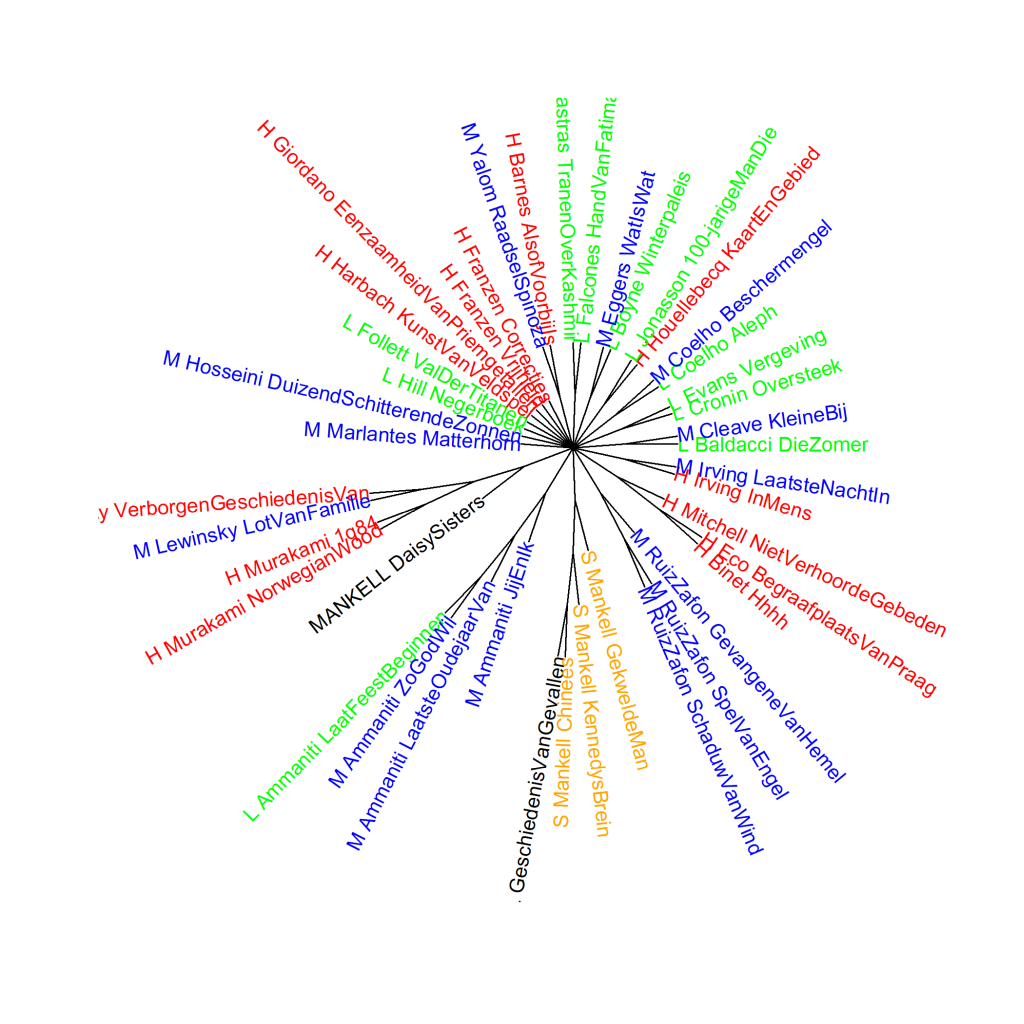 astras TranenOverKashmir
L Falcones HandVanFatima
M Eggers WatIsWat
L Boyne Winterpaleis
L Jonasson 100-jarigeManDie
H Houellebecq KaartEnGebied
M Coelho Beschermengel
L Coelho Aleph
L Evans Vergeving
L Cronin Oversteek
M Cleave KleineBij
L Baldacci DieZomer
M Irving LaatsteNachtIn
H Irving InMens
H Mitchell NietVerhoordeGebeden
H Eco BegraafplaatsVanPraag
H Binet Hhhh
M RuizZafon GevangeneVanHemel
M RuizZafon SpelVanEngel
M RuizZafon SchaduwVanWind
S Mankell GekweldeMan
S Mankell KennedysBrein
S Mankell Chinees
GeschiedenisVanGevallen
M Ammaniti JijEnIk
M Ammaniti LaatsteOudejaarVan
M Ammaniti ZoGodWil
L Ammaniti LaatFeestBeginnen
MANKELL DaisySisters
H Murakami NorwegianWood
H Murakami 1q84
M Lewinsky LotVanFamilie
y VerborgenGeschiedenisVan
M Marlantes Matterhorn
M Hosseini DuizendSchitterendeZonnen
L Hill Negerboek
L Follett ValDerTitanen
H Harbach KunstVanVeldspel
H Giordano EenzaamheidVanPriemgetallen
H Franzen Vrijheid
H Franzen Correcties
M Yalom RaadselSpinoza
H Barnes AlsofVoorbijIs